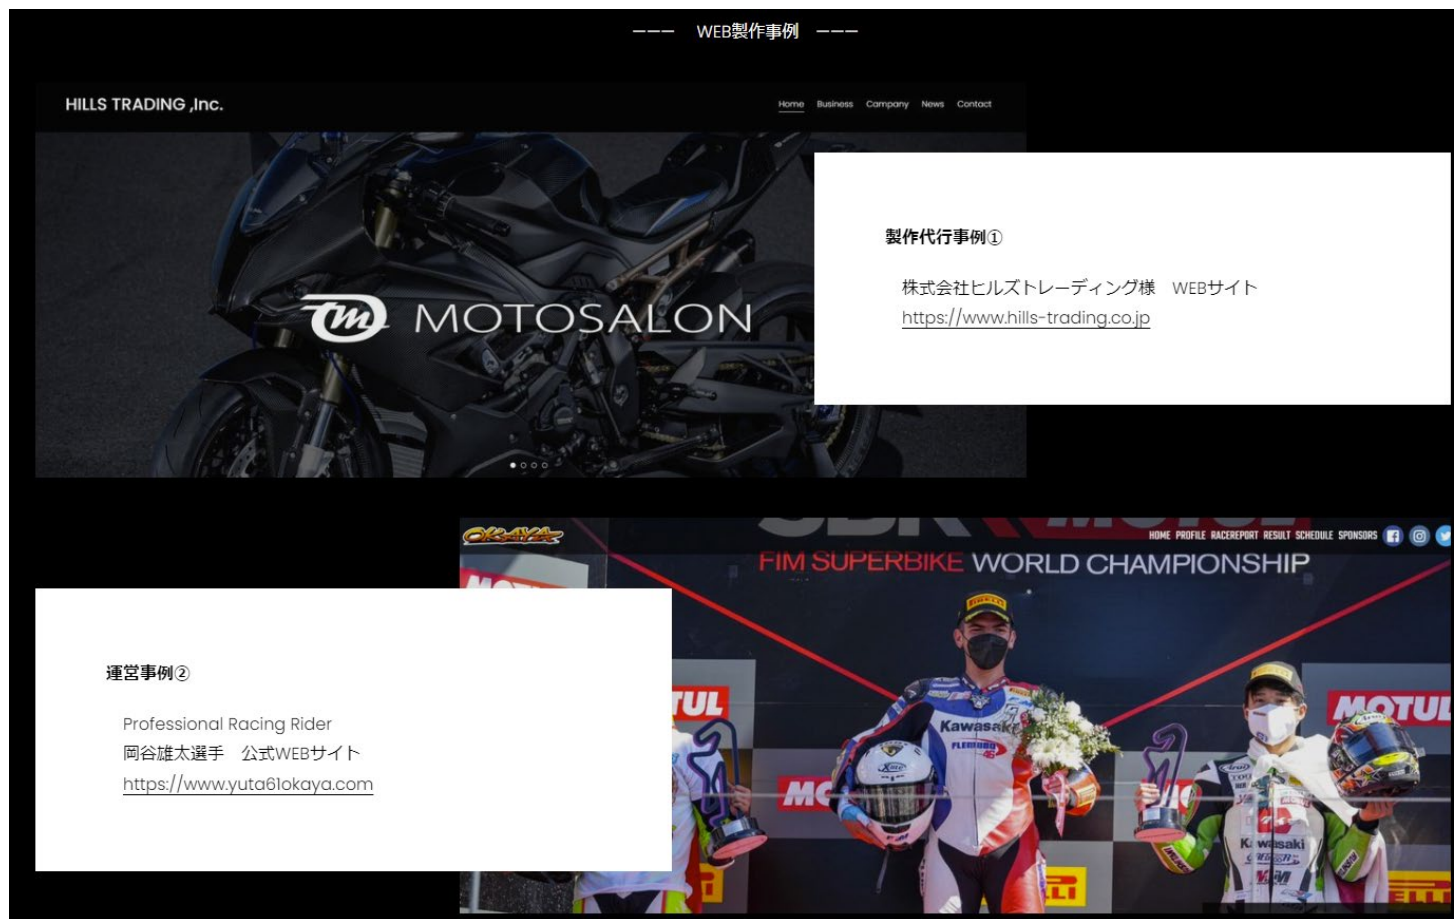 ーーー　WEB製作事例　ーーー
HILLS TRADING ,Inc.
Home Business Company News Contact
MOTOSALON
製作代行事例①
株式会社ヒルズトレーディング様　WEBサイト
https://www.hills-trading.co.jp
OKAYA
HOME PROFILE RACEREPORT RESULT SCHEDULE SPONSORS
FIM SUPERBIKE WORLD CHAMPIONSHIP
運営事例②
Professional Racing Rider
岡谷雄太選手　公式WEBサイト
https://www.yuta61okaya.com
Kawasaki
MOTUL
Kawasaki